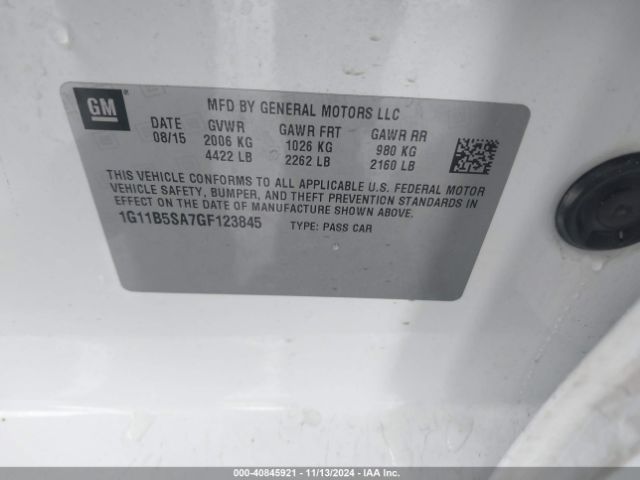 GM
MFD BY GENERAL MOTORS LLC
DATE GVWR GAWR FRT GAWR RR
08/15 2006 KG 1026 KG 980 KG
4422 LB 2262 LB 2160 LB
THIS VEHICLE CONFORMS TO ALL APPLICABLE U.S. FEDERAL MOTOR
VEHICLE SAFETY, BUMPER, AND THEFT PREVENTION STANDARDS IN
EFFECT ON THE DATE OF MANUFACTURE SHOWN ABOVE.
1G11B5SA7GF123845 TYPE: PASS CAR
000-40845921 - 11/13/2024 - IAA Inc.